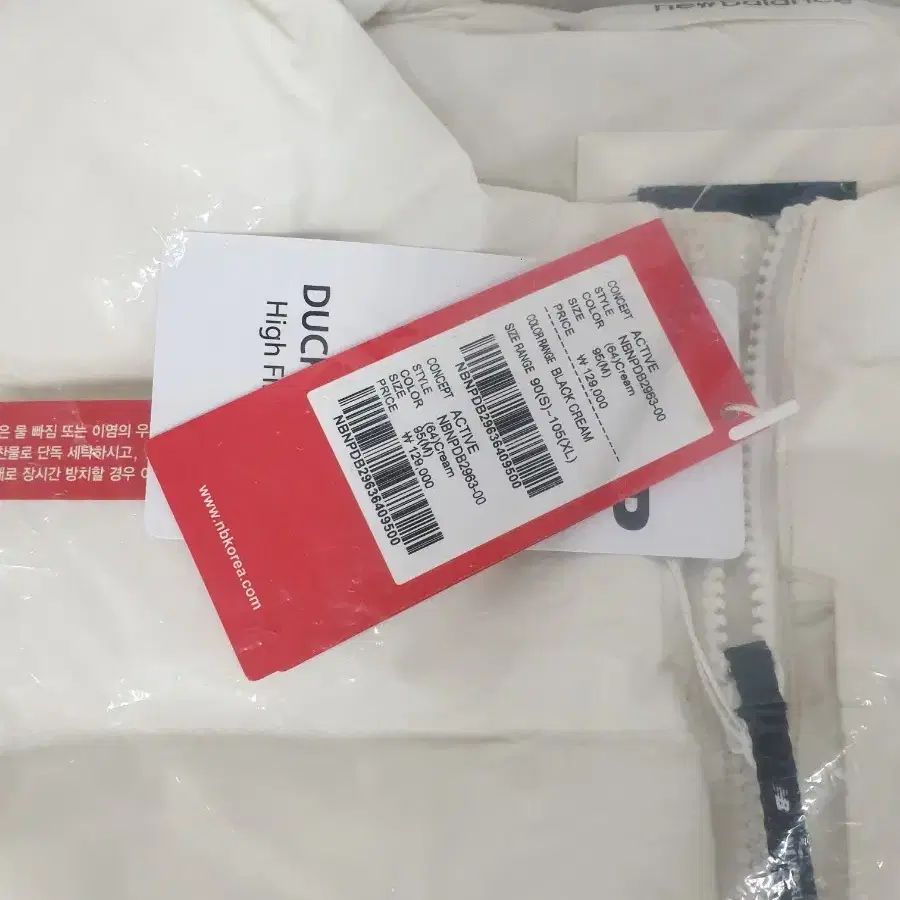 new balance
DUC
High F
CONCEPT ACTIVE
STYLE NBNPDB2963-00
COLOR (64)Cream
SIZE 95(M)
PRICE ₩ 129,000
COLOR RANGE BLACK CREAM
SIZE RANGE 90(S)~105(XL)
NBNPDB29636409500
CONCEPT ACTIVE
STYLE NBNPDB2963-00
COLOR (64)Cream
SIZE 95(M)
PRICE ₩ 129,000
NBNPDB29636409500
www.nbkorea.com
은 물 빠짐 또는 이염의 우
찬물로 단독 세탁하시고,
대로 장시간 방치할 경우 이